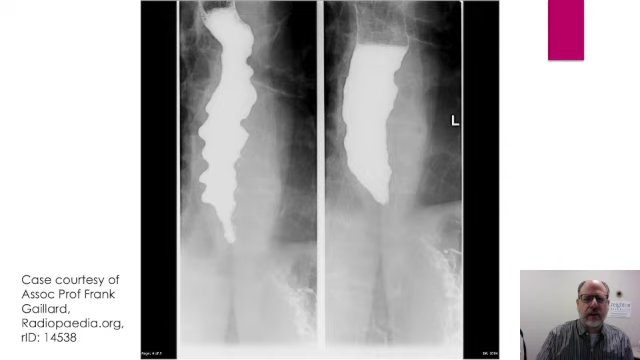 L
Case courtesy of
Assoc Prof Frank
Gaillard,
Radiopaedia.org,
rID: 14538